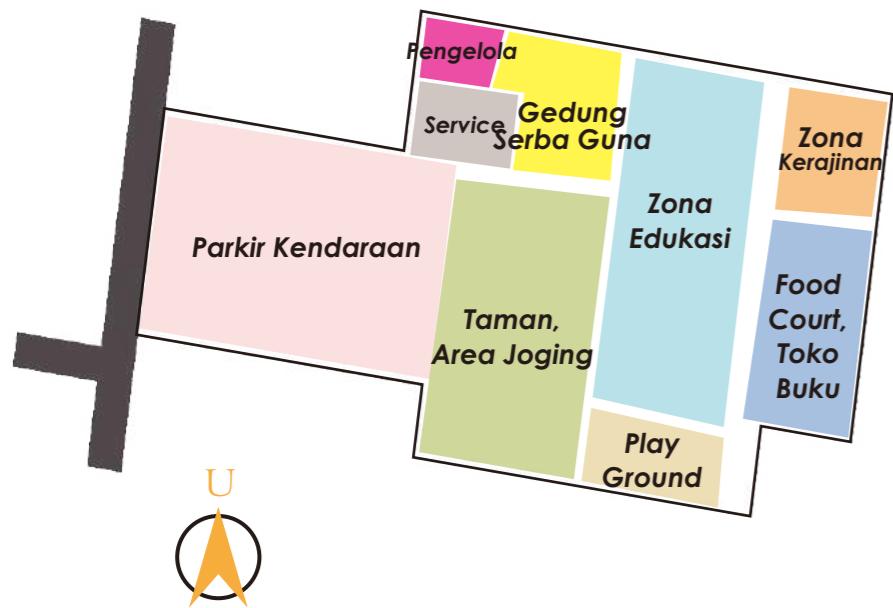 Pengelola
Service
Gedung
Serba Guna
Zona
Kerajinan
Zona
Edukasi
Parkir Kendaraan
Taman,
Area Joging
Food
Court,
Toko
Buku
Play
Ground
U